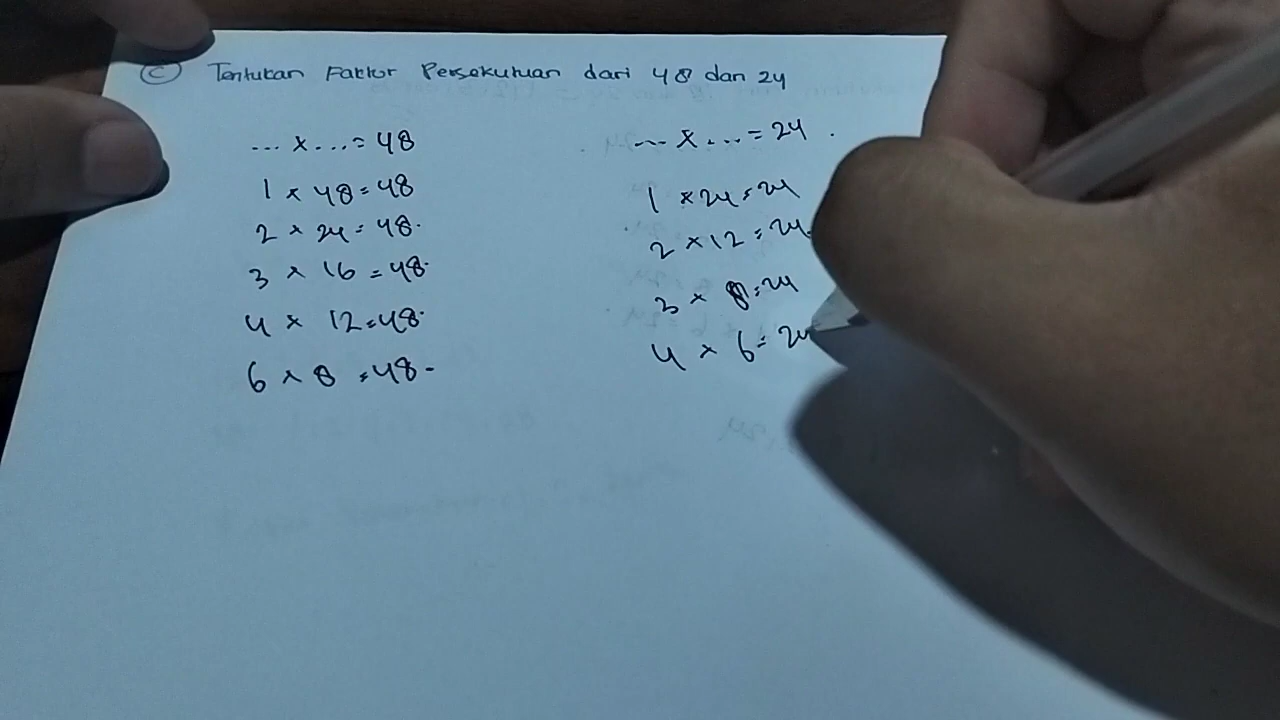 C Tentukan Faktor Persekutuan dari 48 dan 24
... x ... = 48
1 x 48 = 48
2 x 24 = 48.
3 x 16 = 48.
4 x 12 = 48.
6 x 8 = 48.
... x ... = 24.
1 x 24 = 24
2 x 12 = 24
3 x 8 = 24
4 x 6 = 24